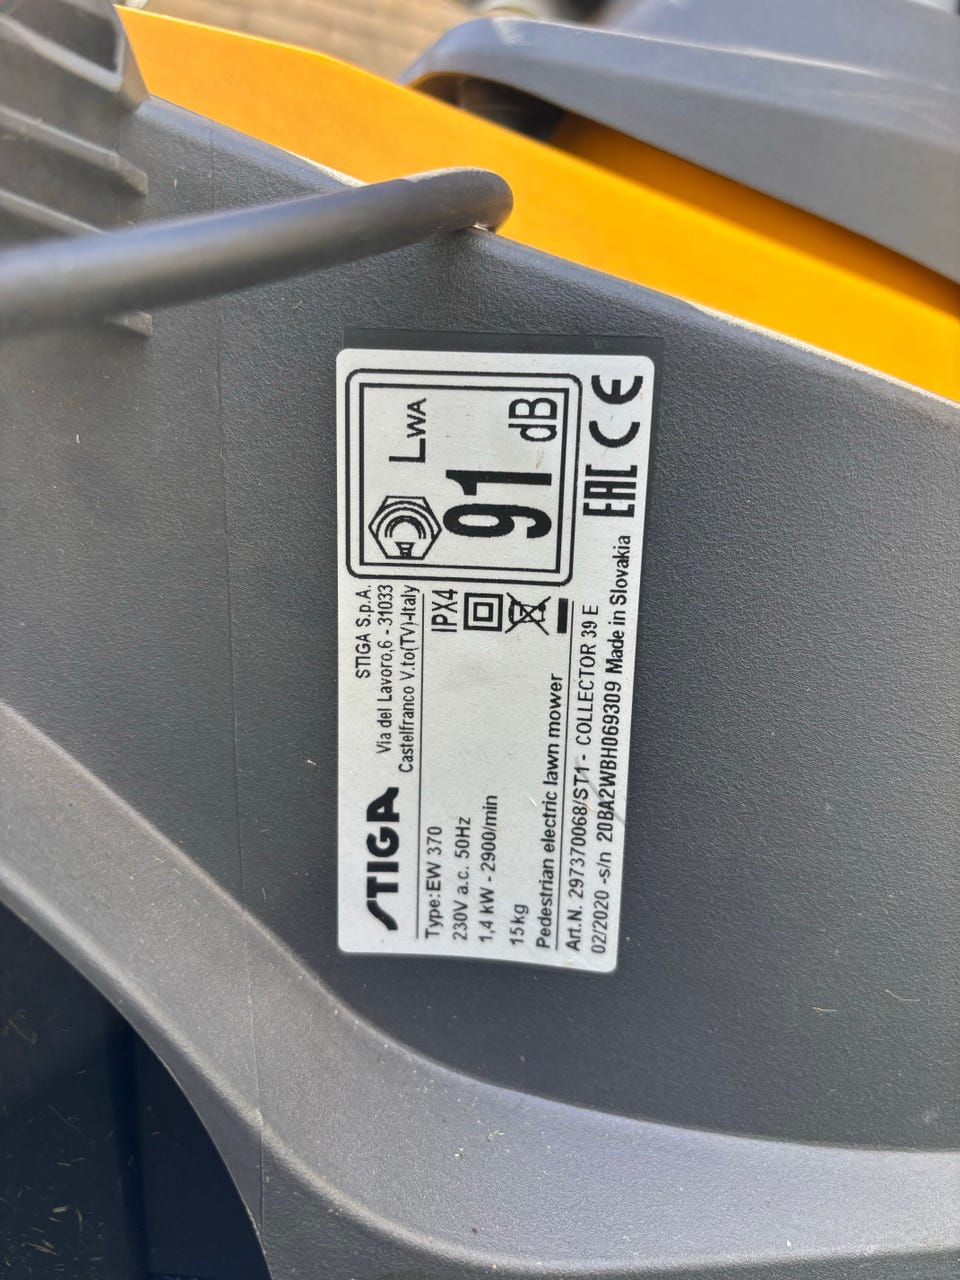 STIGA
STIGA S.p.A.
Via del Lavoro,6 - 31033
Castelfranco V.to(TV)-Italy
Type: EW 370
230V a.c. 50Hz
1,4 kW - 2900/min
15kg
IPX4
Pedestrian electric lawn mower
Art.N. 297370068/ST1 - COLLECTOR 39 E
02/2020 -s/n 20BA2WBH069309 Made in Slovakia
LWA
91
dB
EAC CE